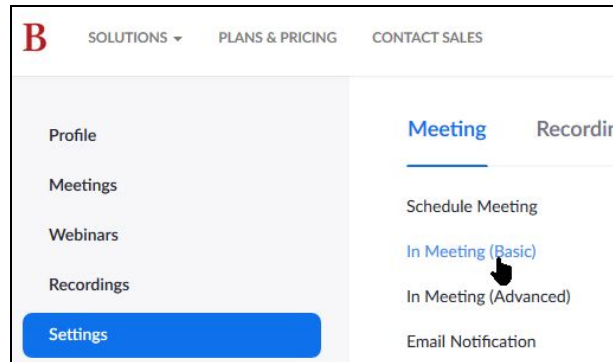 B SOLUTIONS PLANS & PRICING CONTACT SALES
Profile
Meetings
Webinars
Recordings
Settings
Meeting Recordin
Schedule Meeting
In Meeting (Basic)
In Meeting (Advanced)
Email Notification